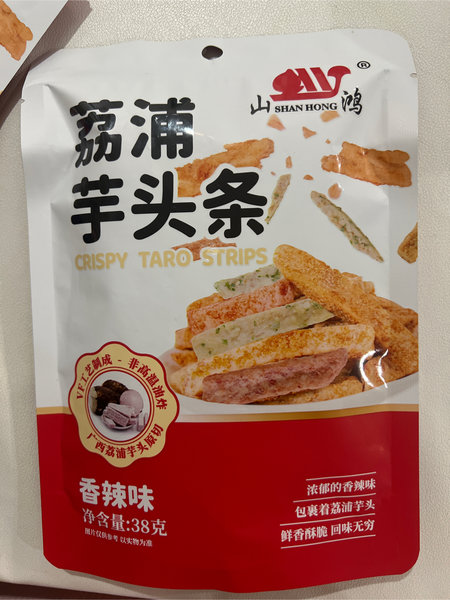 山
SHAN HONG
鸿
®
荔浦
芋头条
CRISPY TARO STRIPS
VF工艺制成 - 非高温油炸
广西荔浦芋头原切
香辣味
净含量:38克
图片仅供参考 以实物为准
浓郁的香辣味
包裹着荔浦芋头
鲜香酥脆 回味无穷